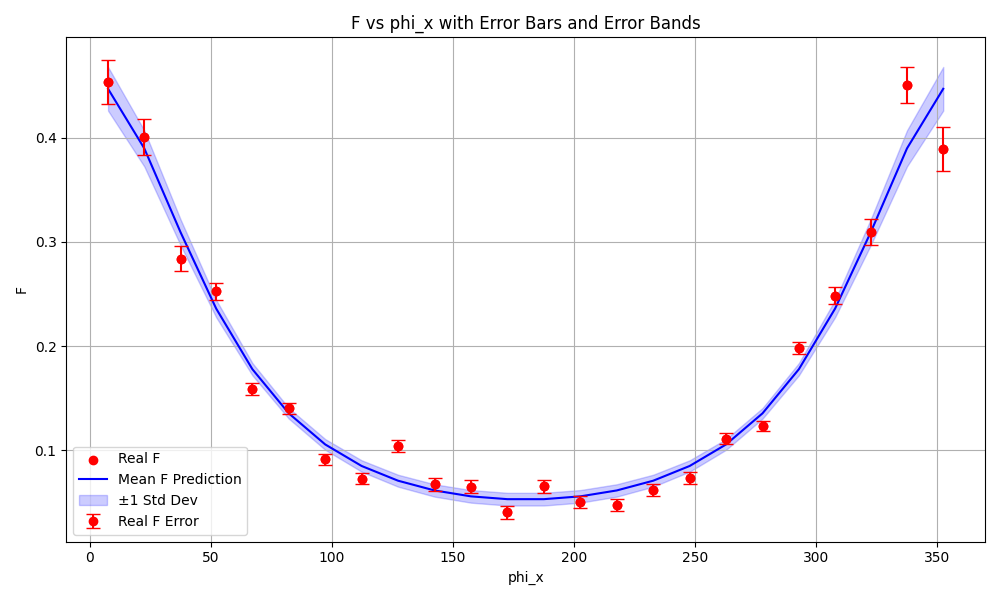 F vs phi_x with Error Bars and Error Bands
F
0.4
0.3
0.2
0.1
Real F
Mean F Prediction
±1 Std Dev
Real F Error
0 50 100 150 200 250 300 350
phi_x